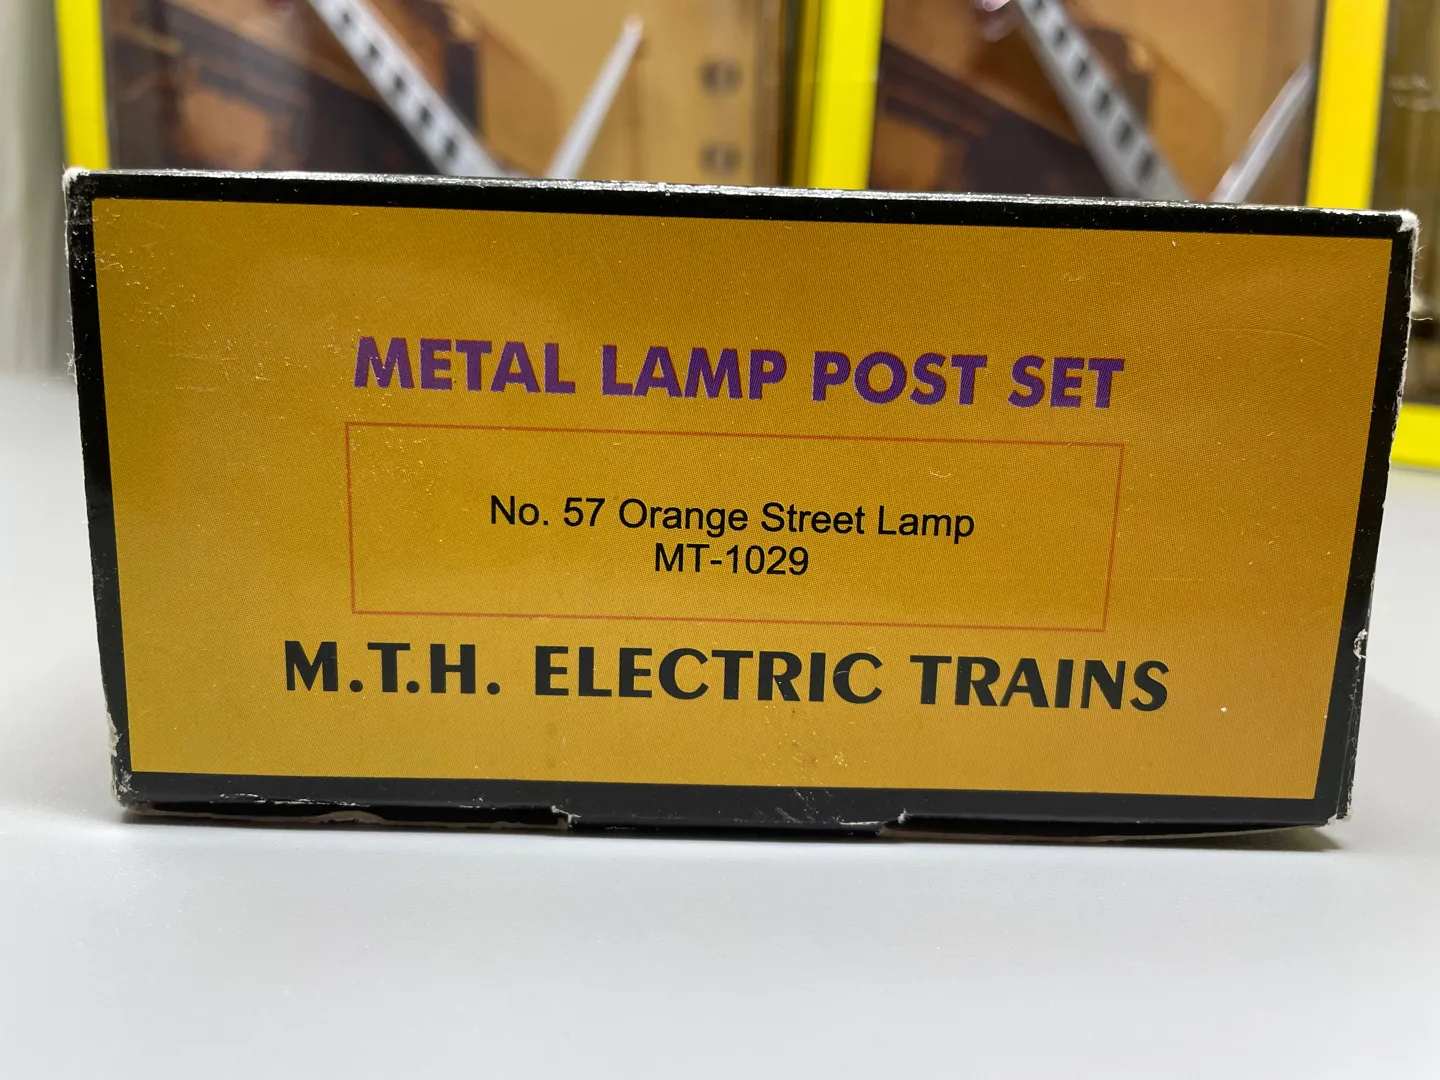 METAL LAMP POST SET
No. 57 Orange Street Lamp
MT-1029
M.T.H. ELECTRIC TRAINS